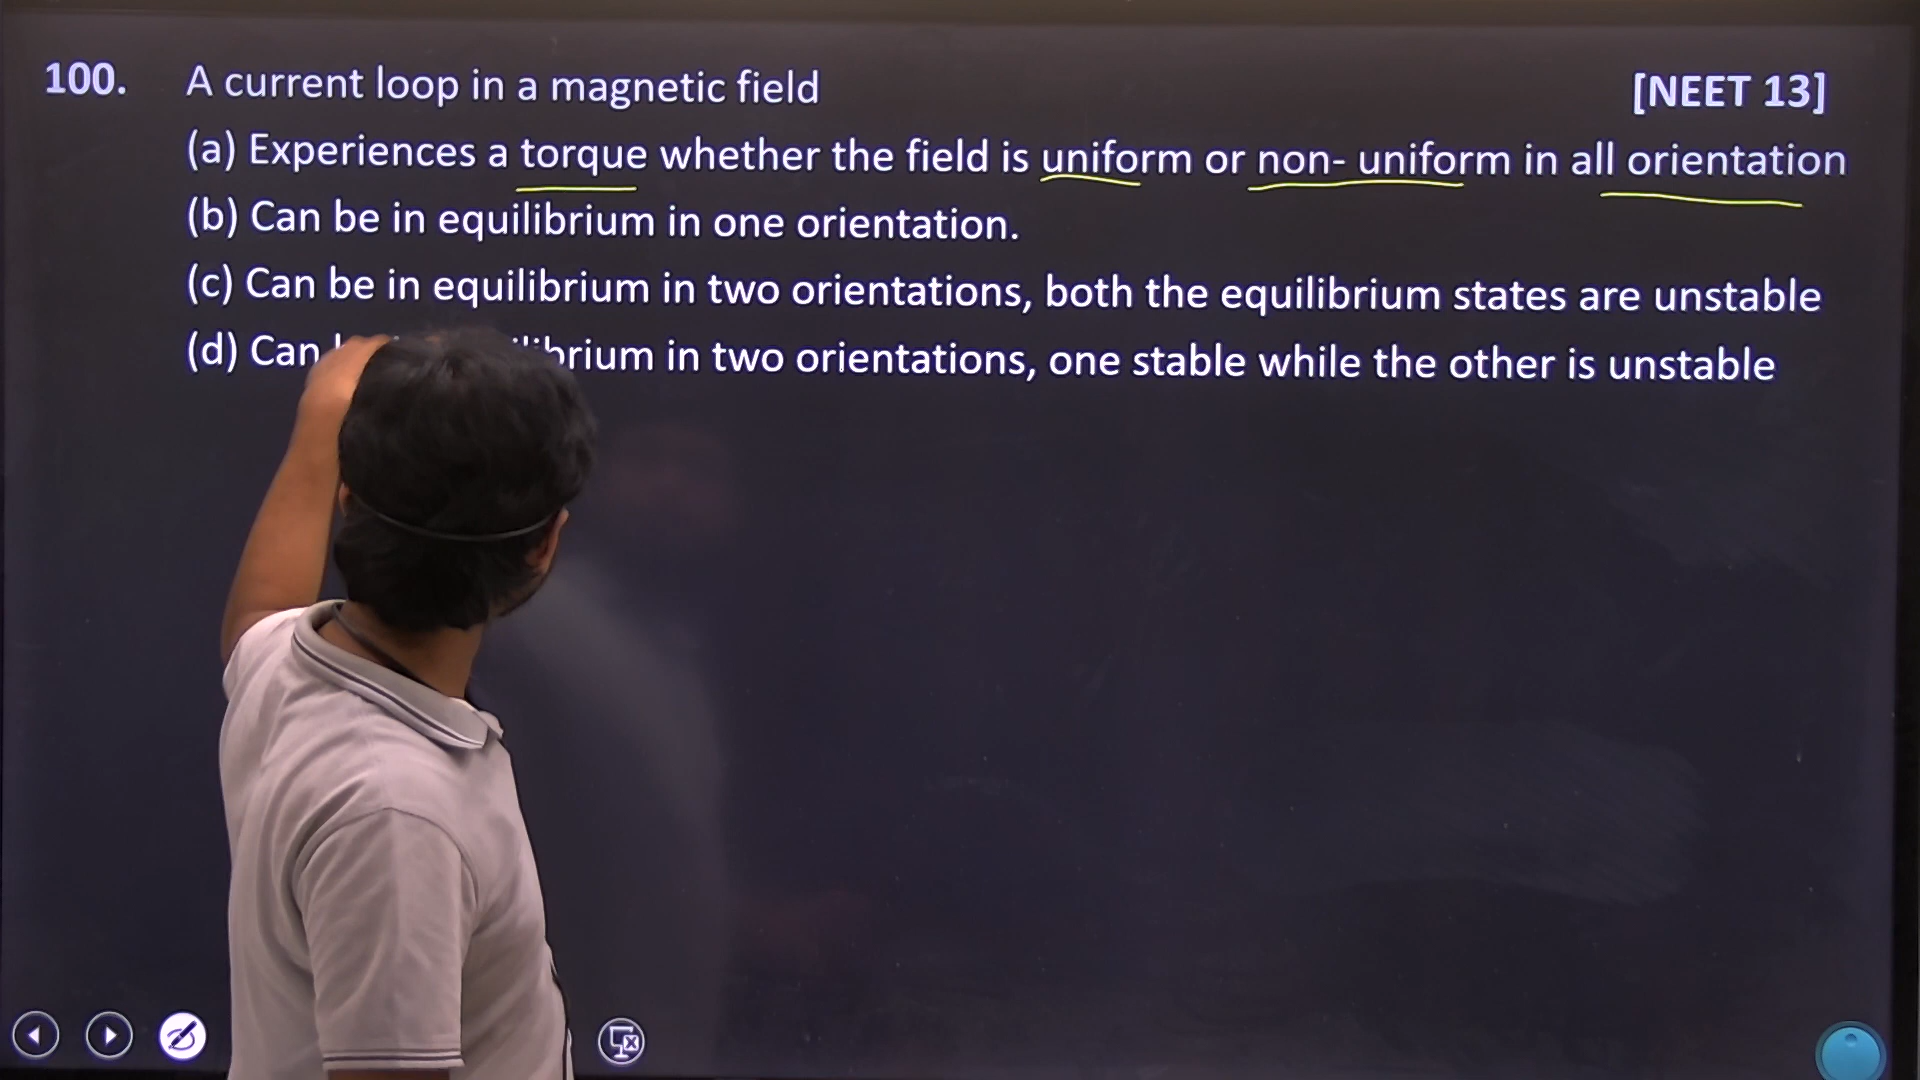 100. A current loop in a magnetic field [NEET 13]
(a) Experiences a torque whether the field is uniform or non- uniform in all orientation
(b) Can be in equilibrium in one orientation.
(c) Can be in equilibrium in two orientations, both the equilibrium states are unstable
(d) Can in two orientations, one stable while the other is unstable